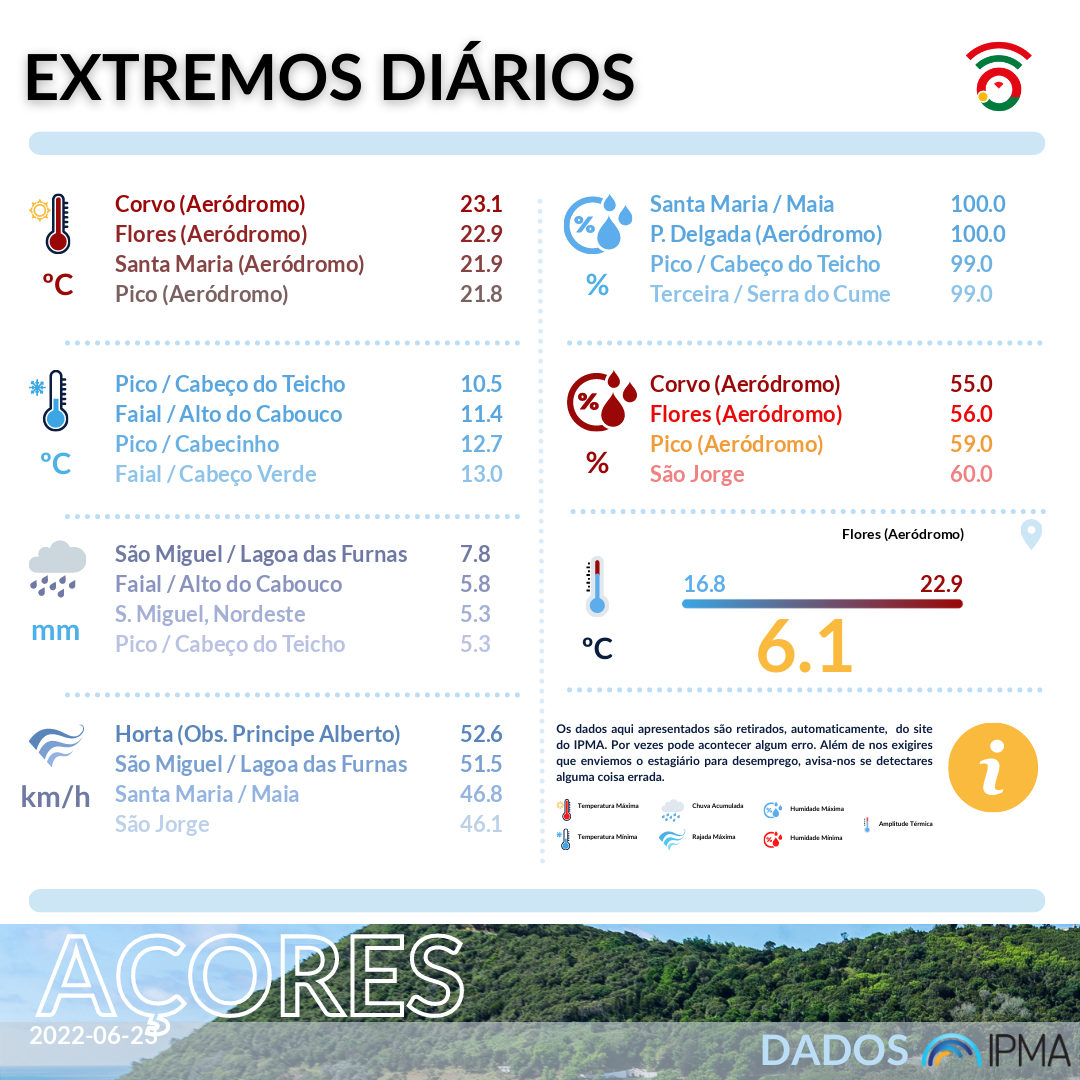 EXTREMOS DIÁRIOS
Corvo (Aeródromo) 23.1
Flores (Aeródromo) 22.9
Santa Maria (Aeródromo) 21.9
Pico (Aeródromo) 21.8
ºC
Pico / Cabeço do Teicho 10.5
Faial / Alto do Cabouco 11.4
Pico / Cabecinho 12.7
Faial / Cabeço Verde 13.0
ºC
São Miguel / Lagoa das Furnas 7.8
Faial / Alto do Cabouco 5.8
S. Miguel, Nordeste 5.3
Pico / Cabeço do Teicho 5.3
mm
Horta (Obs. Principe Alberto) 52.6
São Miguel / Lagoa das Furnas 51.5
Santa Maria / Maia 46.8
São Jorge 46.1
km/h
%
Santa Maria / Maia 100.0
P. Delgada (Aeródromo) 100.0
Pico / Cabeço do Teicho 99.0
Terceira / Serra do Cume 99.0
%
%
Corvo (Aeródromo) 55.0
Flores (Aeródromo) 56.0
Pico (Aeródromo) 59.0
São Jorge 60.0
%
Flores (Aeródromo)
16.8 22.9
6.1
ºC
Os dados aqui apresentados são retirados, automaticamente, do site
do IPMA. Por vezes pode acontecer algum erro. Além de nos exigires
que enviemos o estagiário para desemprego, avisa-nos se detectares
alguma coisa errada.
i
Temperatura Máxima Chuva Acumulada Humidade Máxima
Amplitude Térmica
Temperatura Mínima Rajada Máxima Humidade Mínima
AÇORES
2022-06-25
DADOS IPMA